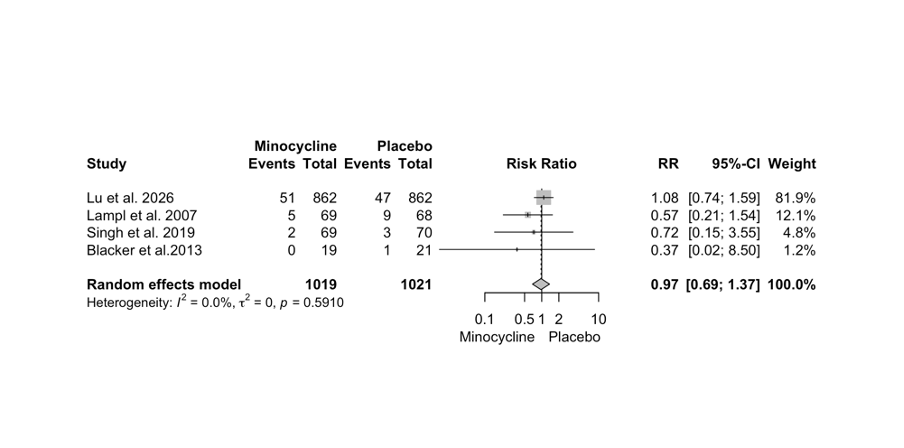 Minocycline Placebo
Study Events Total Events Total Risk Ratio RR 95%-CI Weight
Lu et al. 2026 51 862 47 862 1.08 [0.74; 1.59] 81.9%
Lampl et al. 2007 5 69 9 68 0.57 [0.21; 1.54] 12.1%
Singh et al. 2019 2 69 3 70 0.72 [0.15; 3.55] 4.8%
Blacker et al.2013 0 19 1 21 0.37 [0.02; 8.50] 1.2%
Random effects model 1019 1021 0.97 [0.69; 1.37] 100.0%
Heterogeneity: I² = 0.0%, τ² = 0, p = 0.5910
0.1 0.5 1 2 10
Minocycline Placebo